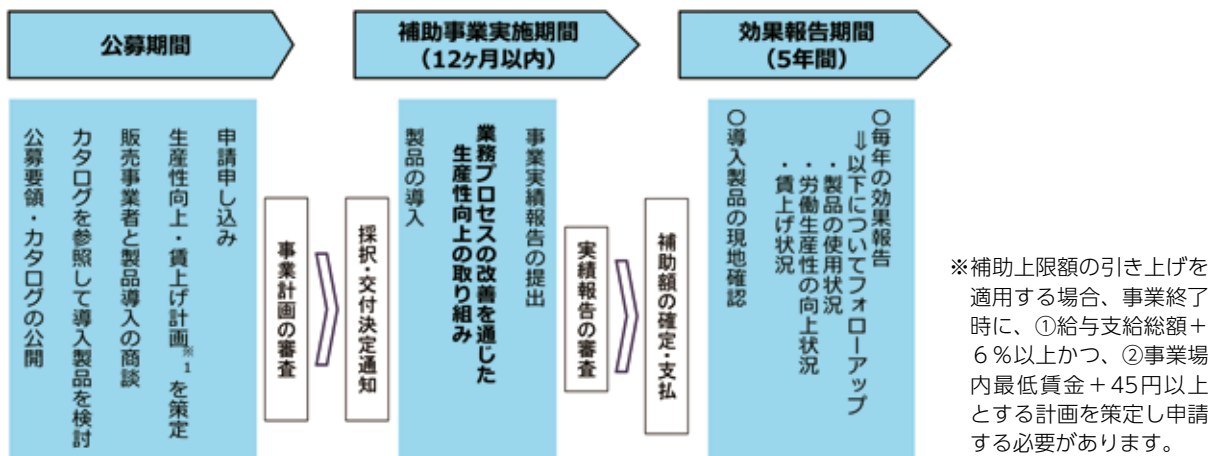 公募期間
公募要領・カタログの公開
カタログを参照して導入製品を検討
販売事業者と製品導入の商談
生産性向上・賃上げ計画※1を策定
申請申し込み
事業計画の審査
採択・交付決定通知
補助事業実施期間
（12ヶ月以内）
製品の導入
業務プロセスの改善を通じた
生産性向上の取り組み
事業実績報告の提出
実績報告の審査
補助額の確定・支払
効果報告期間
（5年間）
○毎年の効果報告
⇒以下についてフォローアップ
・製品の使用状況
・労働生産性の向上状況
・賃上げ状況
○導入製品の現地確認
※補助上限額の引き上げを
適用する場合、事業終了
時に、①給与支給総額＋
６％以上かつ、②事業場
内最低賃金＋45円以上
とする計画を策定し申請
する必要があります。